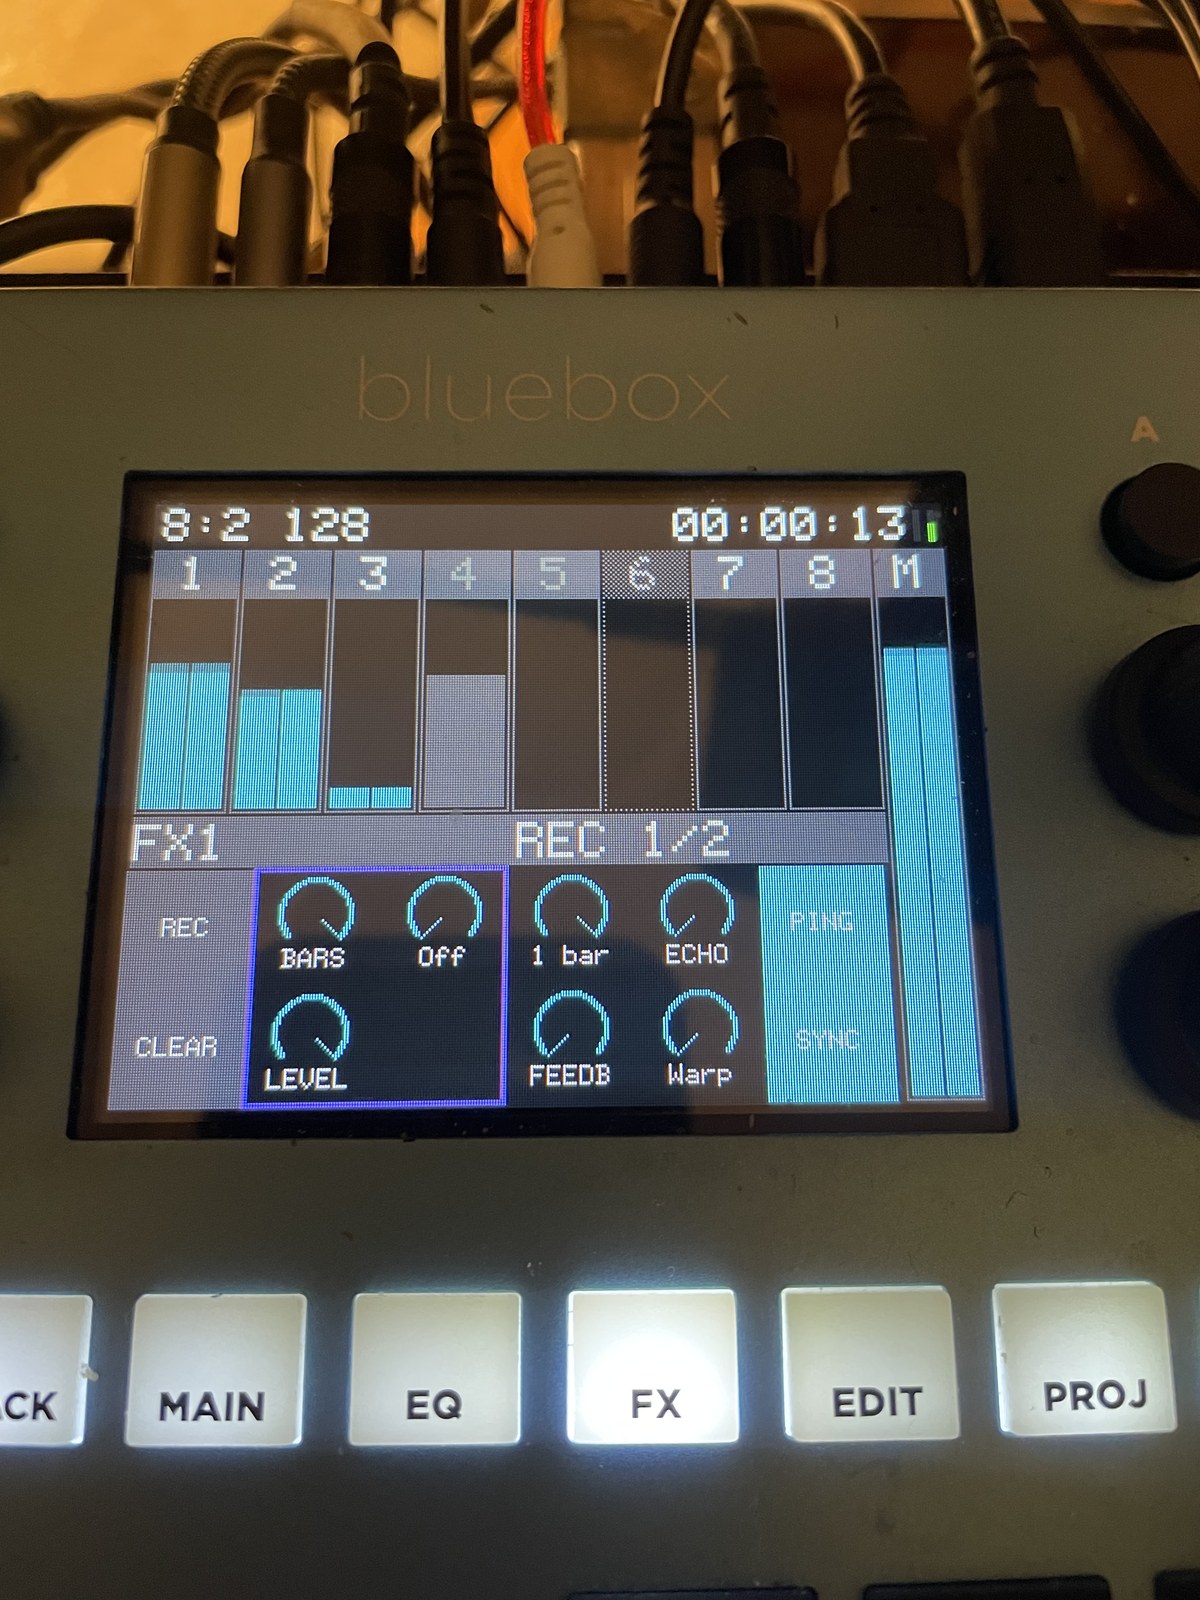 bluebox
A
8:2 128 00:00:13
1 2 3 4 5 6 7 8 M
FX1 REC 1/2
REC BARS Off 1 bar ECHO PING
CLEAR LEVEL FEEDB Warp SYNC
MAIN EQ FX EDIT PROJ